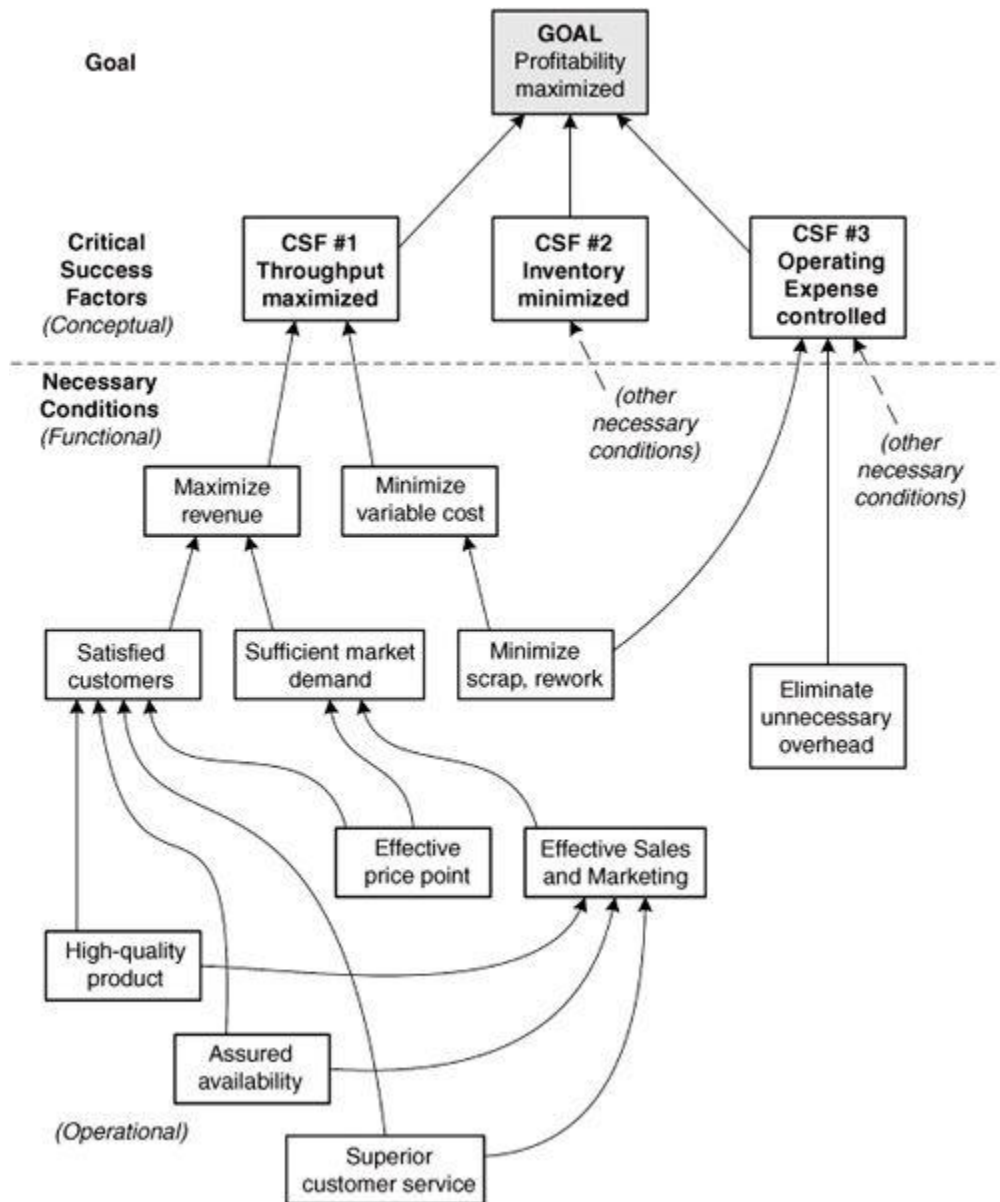 Goal
GOAL
Profitability
maximized
Critical
Success
Factors
(Conceptual)
CSF #1
Throughput
maximized
CSF #2
Inventory
minimized
CSF #3
Operating
Expense
controlled
Necessary
Conditions
(Functional)
(other
necessary
conditions)
(other
necessary
conditions)
Maximize
revenue
Minimize
variable cost
Satisfied
customers
Sufficient market
demand
Minimize
scrap, rework
Eliminate
unnecessary
overhead
Effective
price point
Effective Sales
and Marketing
High-quality
product
Assured
availability
(Operational)
Superior
customer service